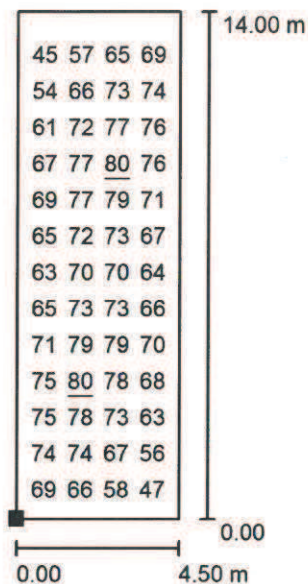 14.00 m
45 57 65 69
54 66 73 74
61 72 77 76
67 77 80 76
69 77 79 71
65 72 73 67
63 70 70 64
65 73 73 66
71 79 79 70
75 80 78 68
75 78 73 63
74 74 67 56
69 66 58 47
0.00
0.00 4.50 m